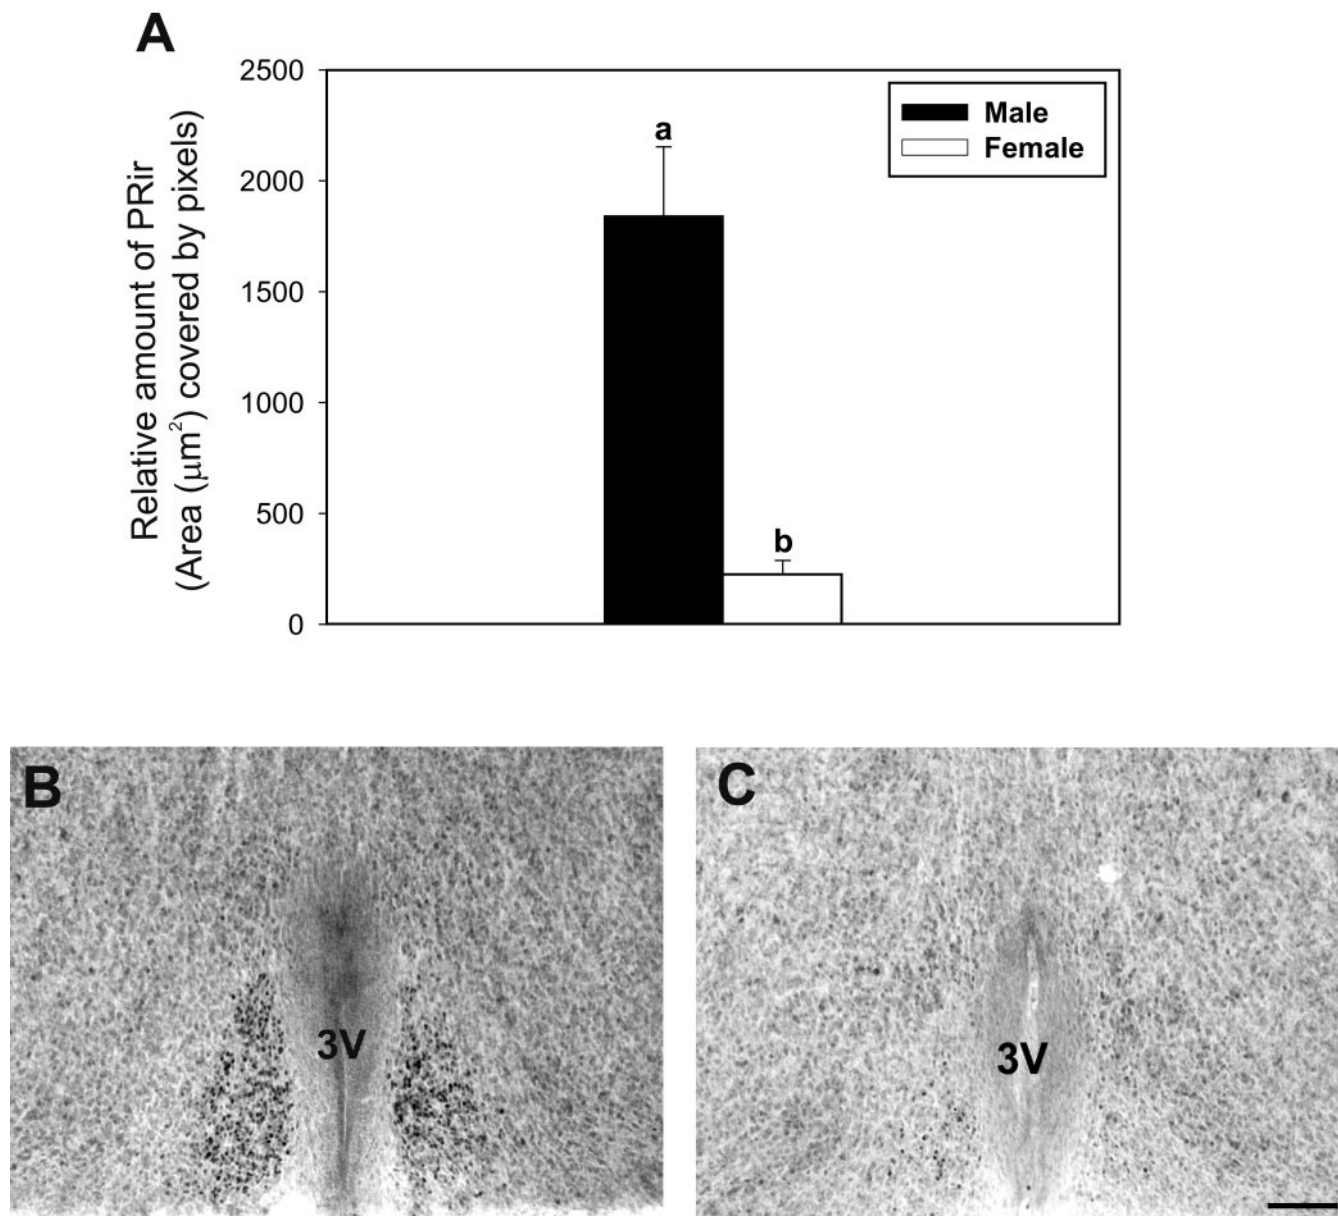 A
2500
2000
1500
1000
500
0
Relative amount of PRir
(Area (μm²) covered by pixels)
a
b
Male
Female
B
3V
C
3V